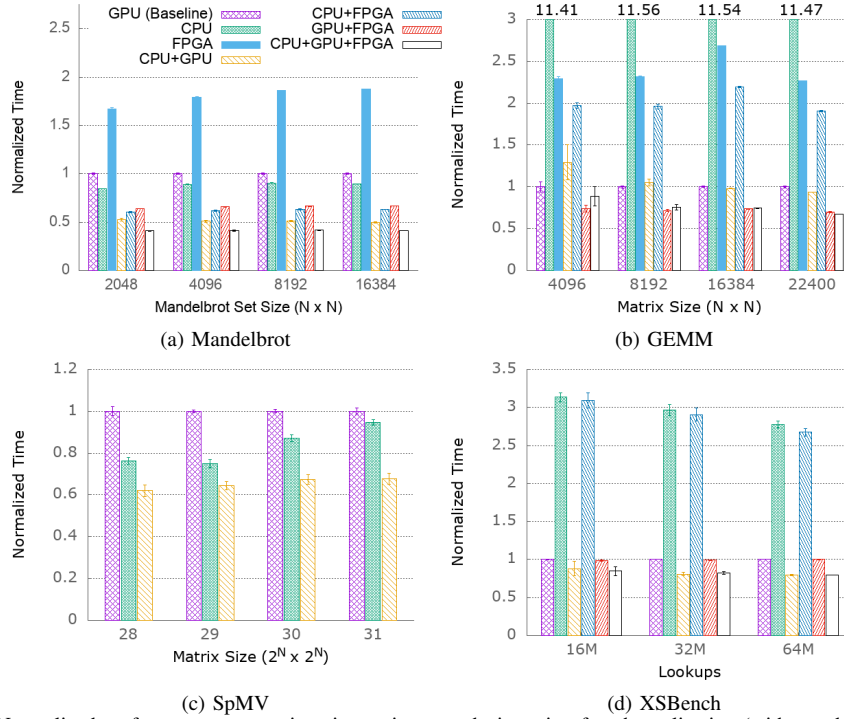 GPU (Baseline)
CPU
FPGA
CPU+GPU
CPU+FPGA
GPU+FPGA
CPU+GPU+FPGA
Normalized Time
2.5
2
1.5
1
0.5
0
2048 4096 8192 16384
Mandelbrot Set Size (N x N)
(a) Mandelbrot
11.41 11.56 11.54 11.47
Normalized Time
3
2.5
2
1.5
1
0.5
0
4096 8192 16384 22400
Matrix Size (N x N)
(b) GEMM
Normalized Time
1.2
1
0.8
0.6
0.4
0.2
0
28 29 30 31
Matrix Size (2^N x 2^N)
(c) SpMV
Normalized Time
3.5
3
2.5
2
1.5
1
0.5
0
16M 32M 64M
Lookups
(d) XSBench